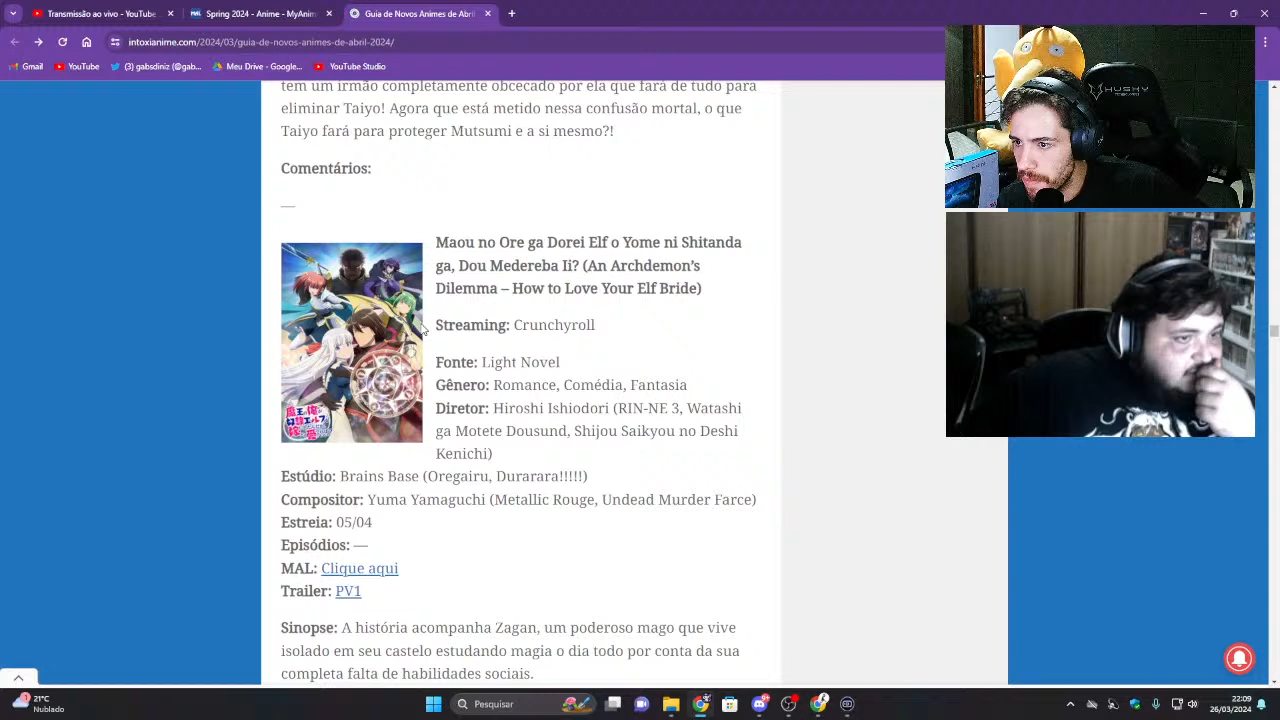 Transmissão ao vivo - YouTu
Spring 2024 - Anime
Guia de Novos Animes de Abril/2
intoxianime.com/2024/03/guia-de-novos-animes-de-abril-2024/
Gmail
YouTube
(3) gabsdiniz (@gab...
Meu Drive - Google...
YouTube Studio
tem um irmão completamente obcecado por ela que fará de tudo para
eliminar Taiyo! Agora que está metido nessa confusão mortal, o que
Taiyo fará para proteger Mutsumi e a si mesmo?!
Comentários:
—
Maou no Ore ga Dorei Elf o Yome ni Shitanda
ga, Dou Medereba Ii? (An Archdemon's
Dilemma – How to Love Your Elf Bride)
Streaming: Crunchyroll
Fonte: Light Novel
Gênero: Romance, Comédia, Fantasia
Diretor: Hiroshi Ishiodori (RIN-NE 3, Watashi
ga Motete Dousund, Shijou Saikyou no Deshi
Kenichi)
Estúdio: Brains Base (Oregairu, Durarara!!!!!)
Compositor: Yuma Yamaguchi (Metallic Rouge, Undead Murder Farce)
Estreia: 05/04
Episódios: —
MAL: Clique aqui
Trailer: PV1
Sinopse: A história acompanha Zagan, um poderoso mago que vive
isolado em seu castelo estudando magia o dia todo por conta da sua
completa falta de habilidades sociais.
HUSKY
21°C
Nublado
Pesquisar
22:09
26/03/2024